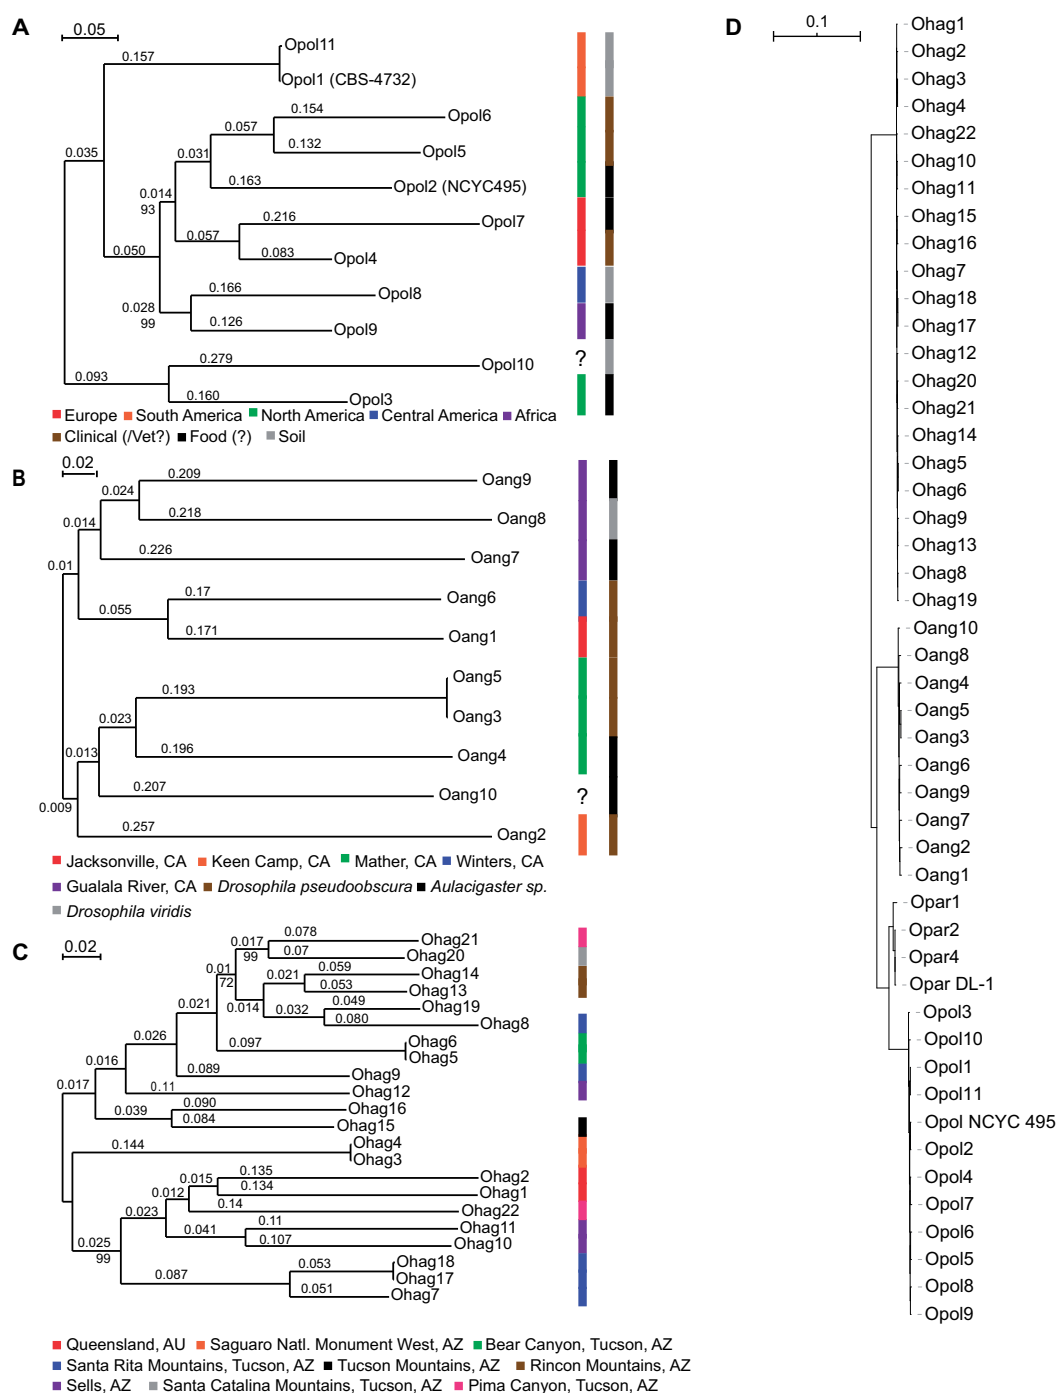 A
0.05
Opol11
0.157
Opol1 (CBS-4732)
0.154
Opol6
0.057
0.132
Opol5
0.035
0.031
0.163
Opol2 (NCYC495)
0.014
93
0.216
Opol7
0.057
0.083
Opol4
0.050
0.166
Opol8
0.028
99
0.126
Opol9
0.279
Opol10
?
0.093
0.160
Opol3
Europe South America North America Central America Africa
Clinical (/Vet?) Food (?) Soil
B
0.02
0.209
Oang9
0.024
0.218
Oang8
0.014
0.226
Oang7
0.01
0.17
Oang6
0.055
0.171
Oang1
Oang5
0.193
Oang3
0.023
0.196
Oang4
0.013
0.207
Oang10
?
0.009
0.257
Oang2
Jacksonville, CA Keen Camp, CA Mather, CA Winters, CA
Gualala River, CA Drosophila pseudoobscura Aulacigaster sp.
Drosophila viridis
C
0.02
0.078
Ohag21
0.017
99
0.07
Ohag20
0.01
72
0.059
Ohag14
0.021
0.053
Ohag13
0.014
0.049
Ohag19
0.032
0.080
Ohag8
0.021
Ohag6
0.097
Ohag5
0.026
0.089
Ohag9
0.016
0.11
Ohag12
0.017
0.090
Ohag16
0.039
0.084
Ohag15
Ohag4
0.144
Ohag3
0.135
Ohag2
0.015
0.134
Ohag1
0.012
0.14
Ohag22
0.023
0.11
Ohag11
0.041
0.107
Ohag10
0.025
99
0.053
Ohag18
Ohag17
0.087
0.051
Ohag7
Queensland, AU Saguaro Natl. Monument West, AZ Bear Canyon, Tucson, AZ
Santa Rita Mountains, Tucson, AZ Tucson Mountains, AZ Rincon Mountains, AZ
Sells, AZ Santa Catalina Mountains, Tucson, AZ Pima Canyon, Tucson, AZ
D
0.1
Ohag1
Ohag2
Ohag3
Ohag4
Ohag22
Ohag10
Ohag11
Ohag15
Ohag16
Ohag7
Ohag18
Ohag17
Ohag12
Ohag20
Ohag21
Ohag14
Ohag5
Ohag6
Ohag9
Ohag13
Ohag8
Ohag19
Oang10
Oang8
Oang4
Oang5
Oang3
Oang6
Oang9
Oang7
Oang2
Oang1
Opar1
Opar2
Opar4
Opar DL-1
Opol3
Opol10
Opol1
Opol11
Opol NCYC 495
Opol2
Opol4
Opol7
Opol6
Opol5
Opol8
Opol9